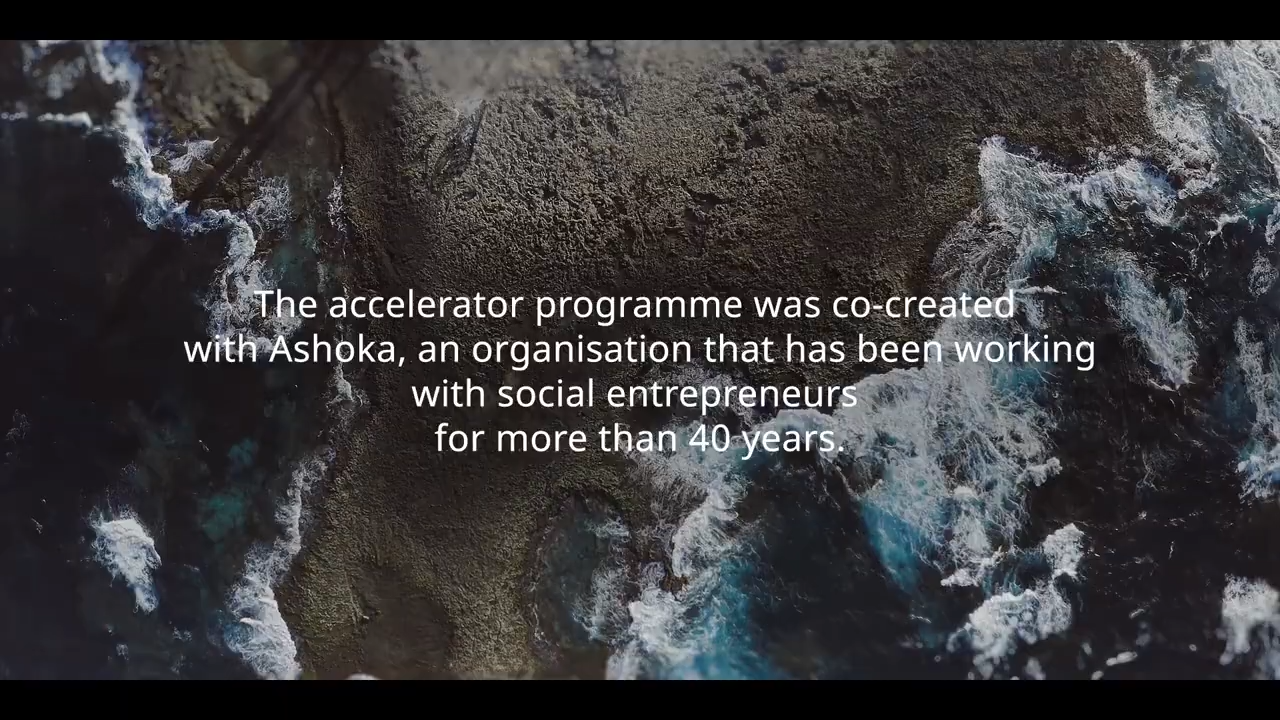 The accelerator programme was co-created
with Ashoka, an organisation that has been working
with social entrepreneurs
for more than 40 years.